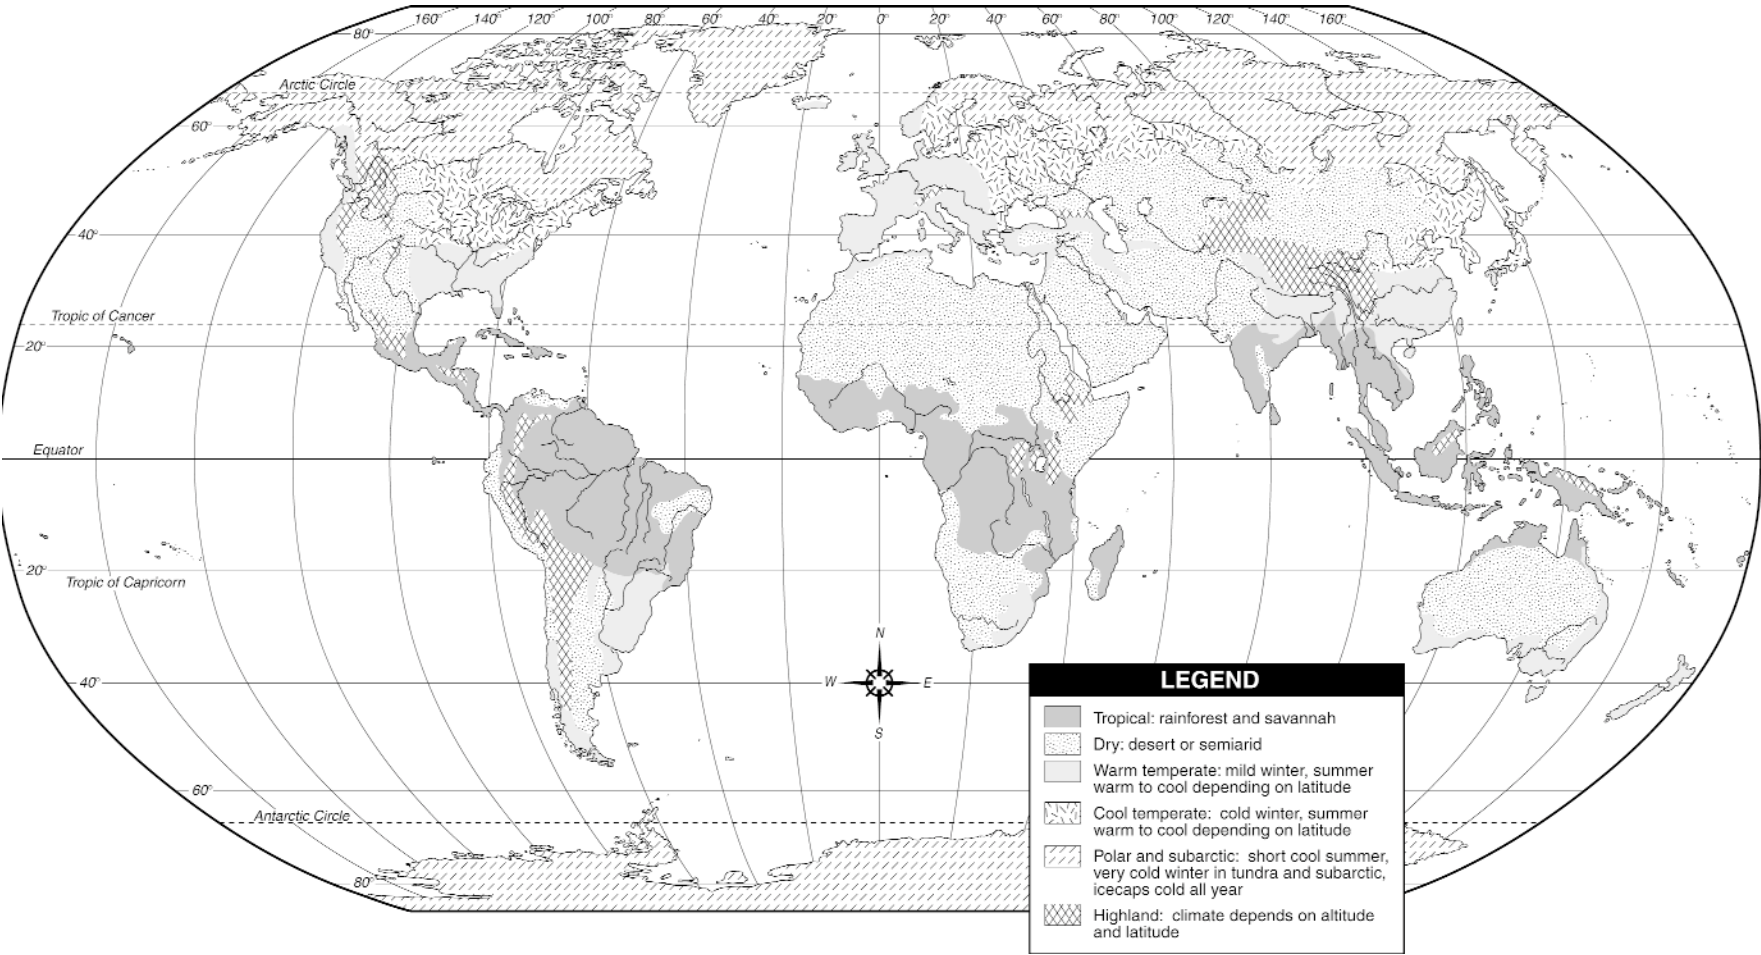 160° 140° 120° 100° 80° 60° 40° 20° 0° 20° 40° 60° 80° 100° 120° 140° 160°
80°
Arctic Circle
60°
40°
Tropic of Cancer
20°
Equator
20°
Tropic of Capricorn
N
W E
S
40°
60°
Antarctic Circle
80°
LEGEND
Tropical: rainforest and savannah
Dry: desert or semiarid
Warm temperate: mild winter, summer
warm to cool depending on latitude
Cool temperate: cold winter, summer
warm to cool depending on latitude
Polar and subarctic: short cool summer,
very cold winter in tundra and subarctic,
icecaps cold all year
Highland: climate depends on altitude
and latitude